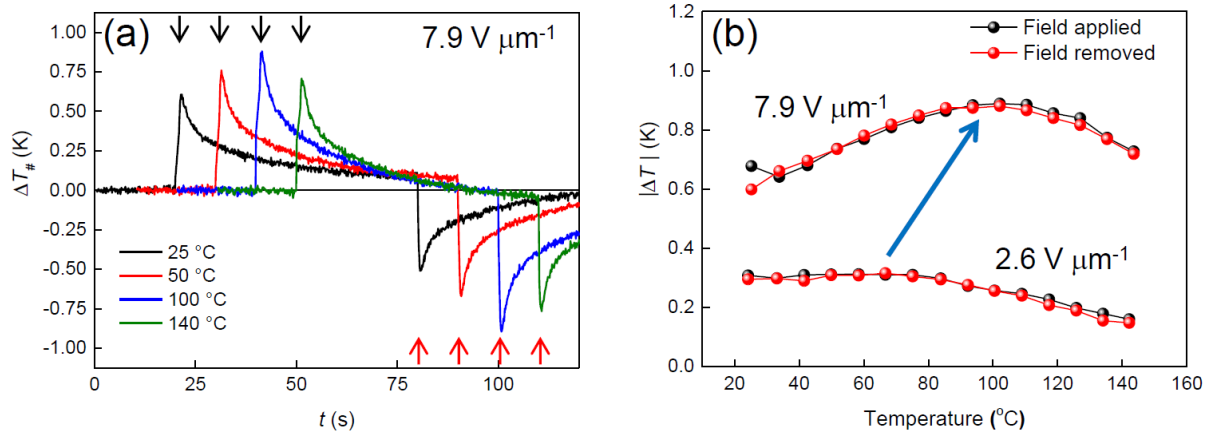 (a)
7.9 V μm⁻¹
1.00
0.75
0.50
0.25
0.00
-0.25
-0.50
-0.75
-1.00
ΔT# (K)
25 °C
50 °C
100 °C
140 °C
0 25 50 75 100
t (s)
(b)
Field applied
Field removed
7.9 V μm⁻¹
2.6 V μm⁻¹
1.2
1.0
0.8
0.6
0.4
0.2
0.0
|ΔT| (K)
20 40 60 80 100 120 140 160
Temperature (°C)